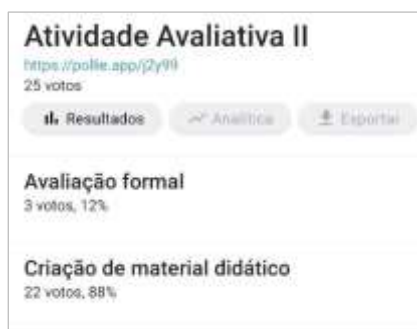 Atividade Avaliativa II
https://pollie.app/j2y99
25 votos
Resultados Analítica Exportar
Avaliação formal
3 votos, 12%
Criação de material didático
22 votos, 88%